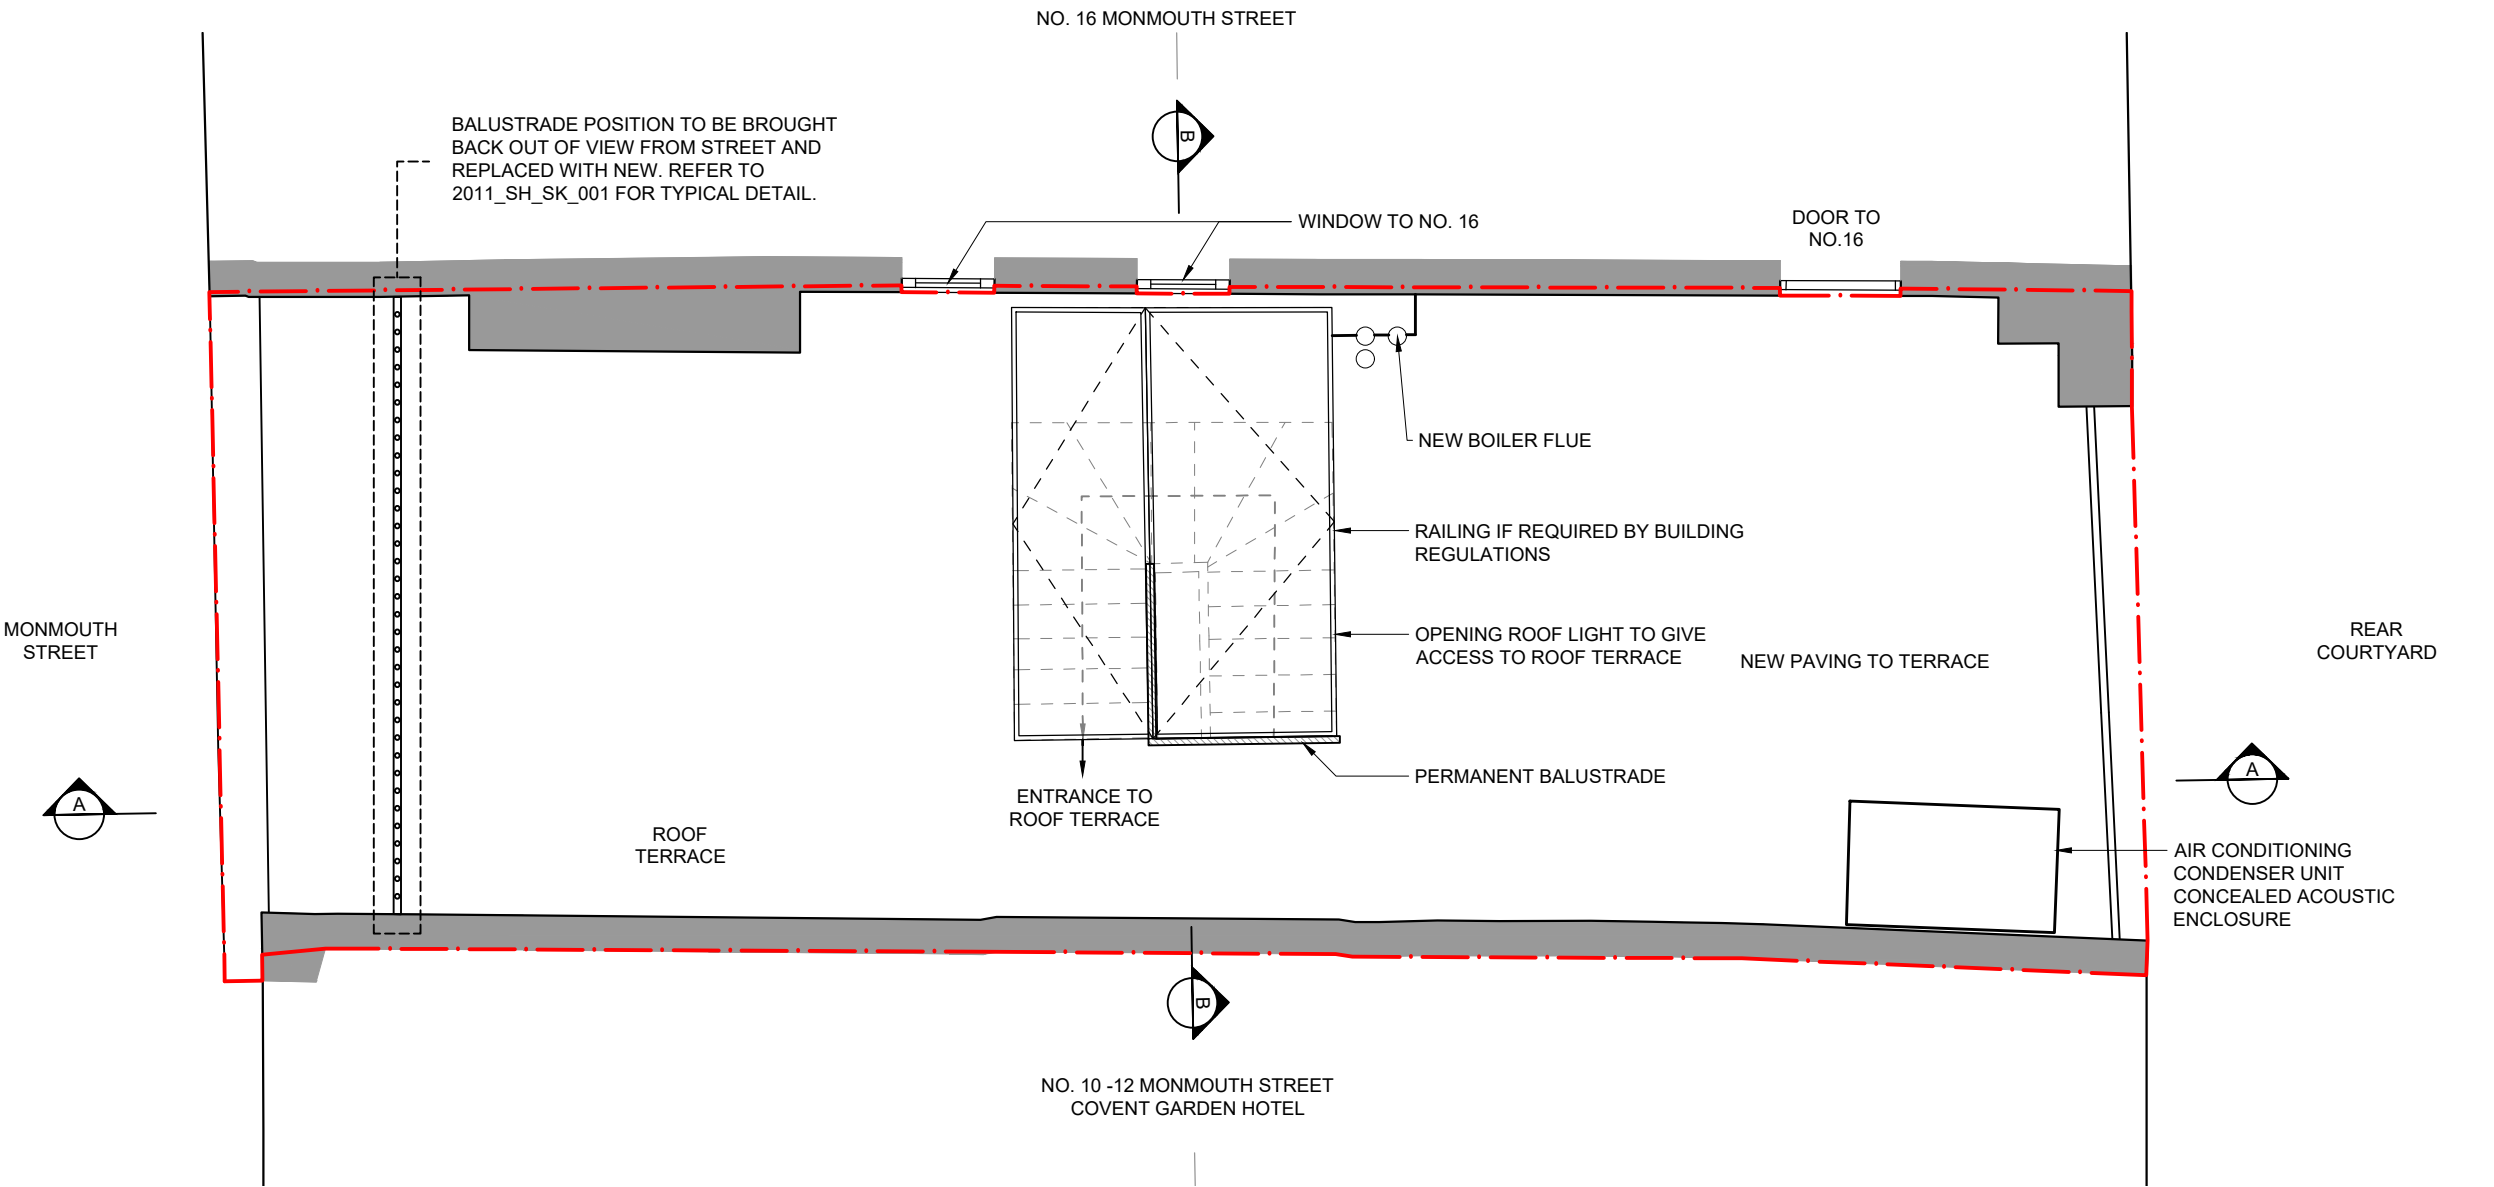 NO. 16 MONMOUTH STREET
BALUSTRADE POSITION TO BE BROUGHT
BACK OUT OF VIEW FROM STREET AND
REPLACED WITH NEW. REFER TO
2011_SH_SK_001 FOR TYPICAL DETAIL.
B
WINDOW TO NO. 16
DOOR TO
NO.16
NEW BOILER FLUE
RAILING IF REQUIRED BY BUILDING
REGULATIONS
MONMOUTH
STREET
OPENING ROOF LIGHT TO GIVE
ACCESS TO ROOF TERRACE
NEW PAVING TO TERRACE
REAR
COURTYARD
PERMANENT BALUSTRADE
A
A
ENTRANCE TO
ROOF TERRACE
ROOF
TERRACE
AIR CONDITIONING
CONDENSER UNIT
CONCEALED ACOUSTIC
ENCLOSURE
B
NO. 10 -12 MONMOUTH STREET
COVENT GARDEN HOTEL